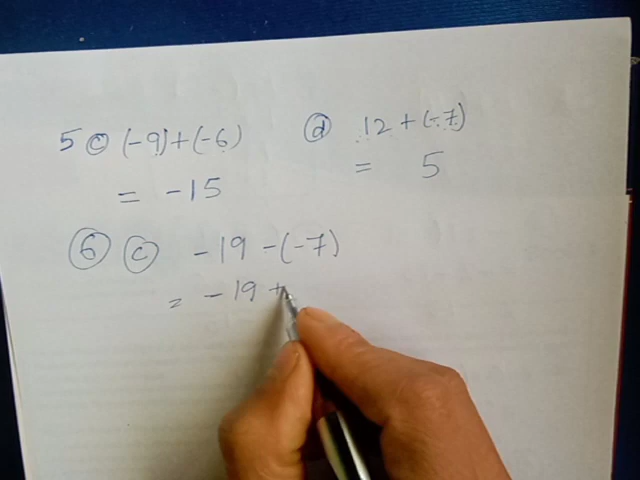 5 ⓒ (-9)+(-6)
= -15
ⓓ 12 + (-7)
= 5
⑥ ⓒ -19 -(-7)
= -19 +